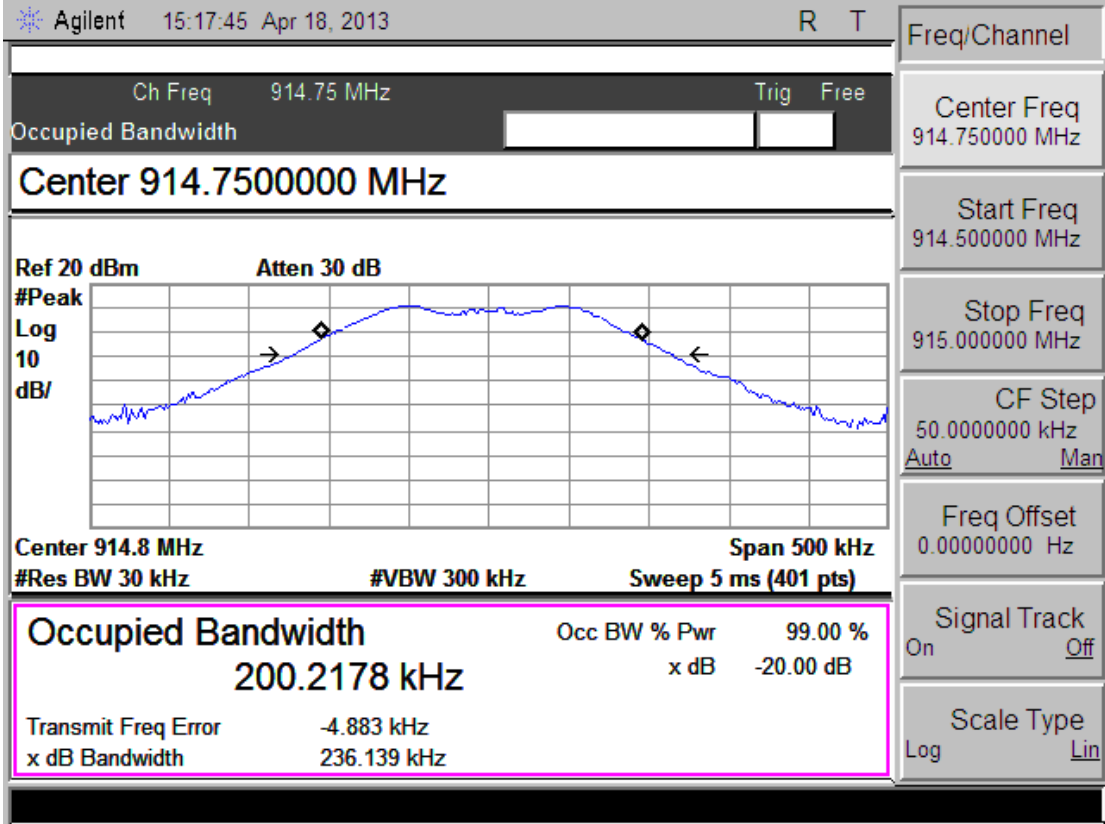 Agilent 15:17:45 Apr 18, 2013 R T
Freq/Channel
Ch Freq 914.75 MHz Trig Free
Occupied Bandwidth
Center 914.7500000 MHz
Ref 20 dBm Atten 30 dB
#Peak
Log
10
dB/
Center 914.8 MHz Span 500 kHz
#Res BW 30 kHz #VBW 300 kHz Sweep 5 ms (401 pts)
Occupied Bandwidth Occ BW % Pwr 99.00 %
200.2178 kHz x dB -20.00 dB
Transmit Freq Error -4.883 kHz
x dB Bandwidth 236.139 kHz
Center Freq
914.750000 MHz
Start Freq
914.500000 MHz
Stop Freq
915.000000 MHz
CF Step
50.0000000 kHz
Auto Man
Freq Offset
0.00000000 Hz
Signal Track
On Off
Scale Type
Log Lin